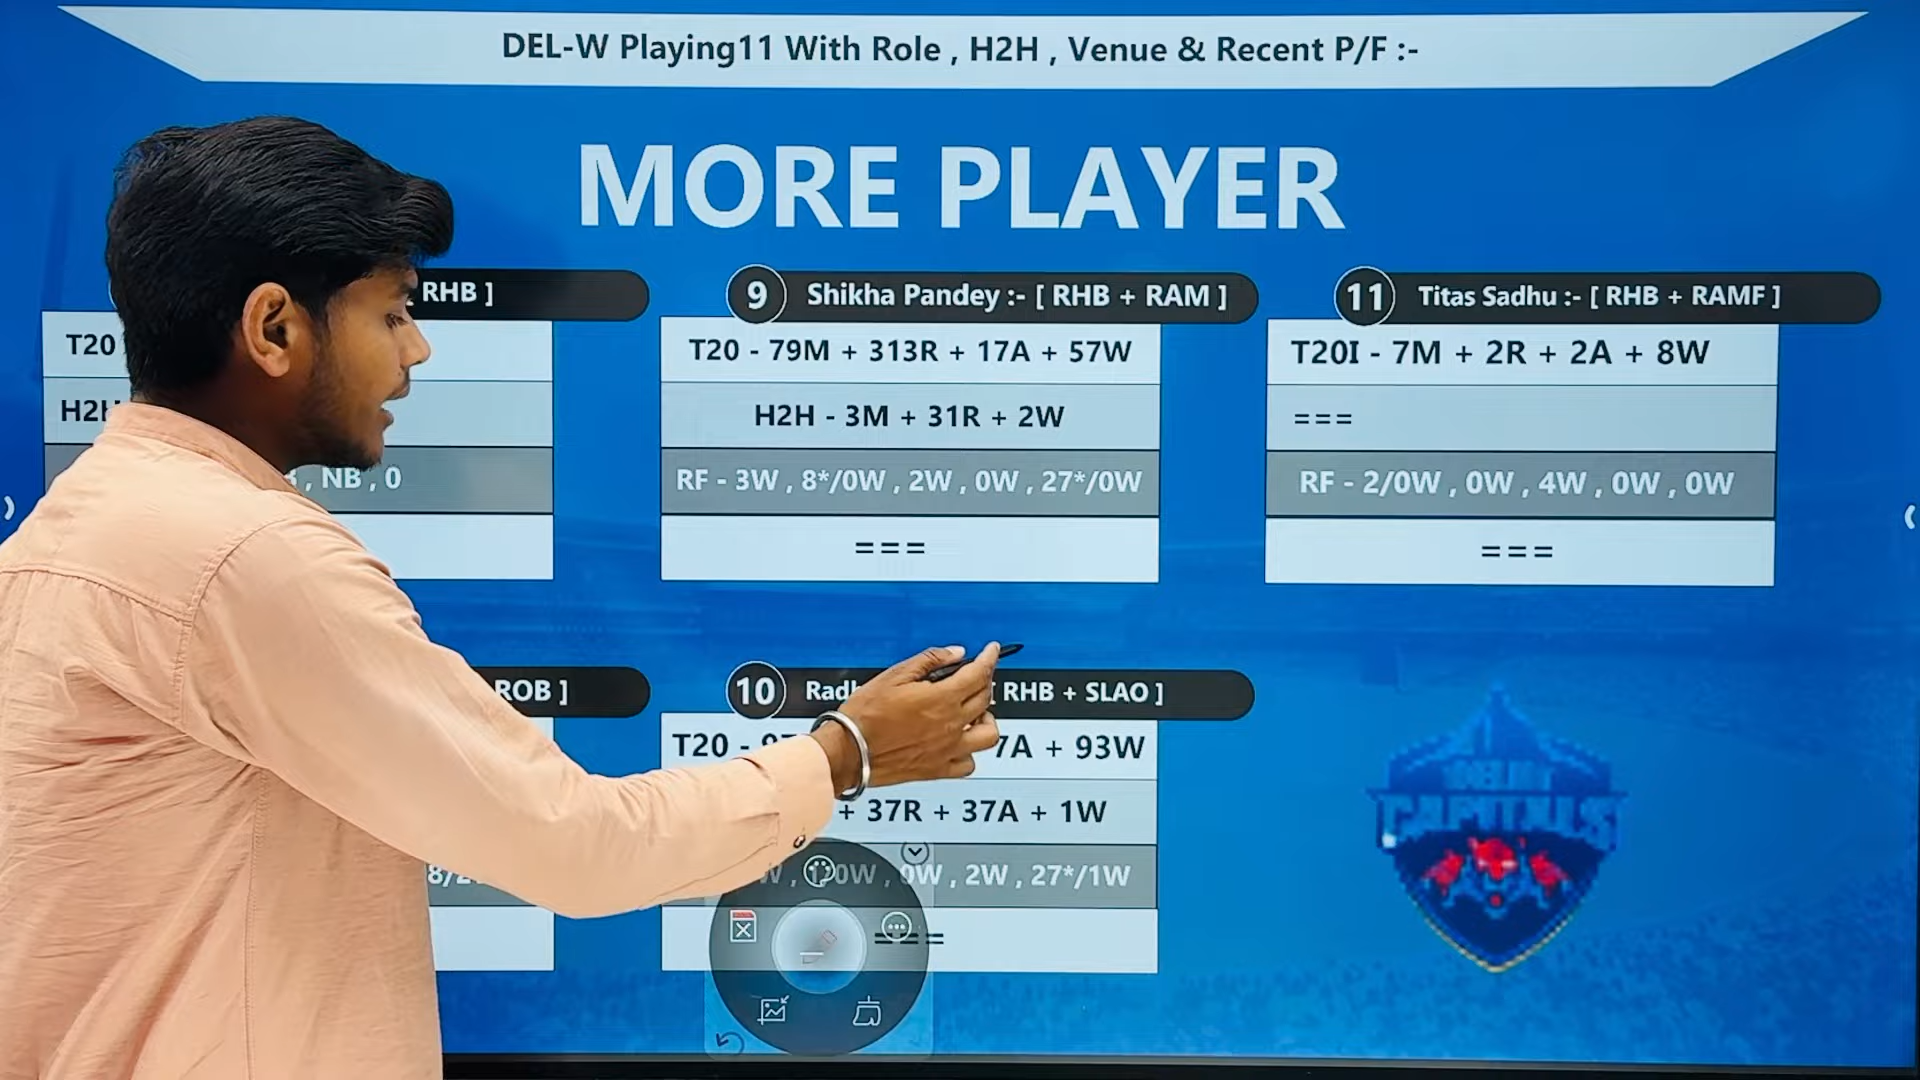 DEL-W Playing11 With Role , H2H , Venue & Recent P/F :-
MORE PLAYER
RHB ]
T20
, NB , 0
9 Shikha Pandey :- [ RHB + RAM ]
T20 - 79M + 313R + 17A + 57W
H2H - 3M + 31R + 2W
RF - 3W , 8*/0W , 2W , 0W , 27*/0W
===
11 Titas Sadhu :- [ RHB + RAMF ]
T20I - 7M + 2R + 2A + 8W
===
RF - 2/0W , 0W , 4W , 0W , 0W
===
ROB ]
10 [ RHB + SLAO ]
T20 - 7A + 93W
+ 37R + 37A + 1W
0W , 2W , 27*/1W
===
DELHI
CAPITALS